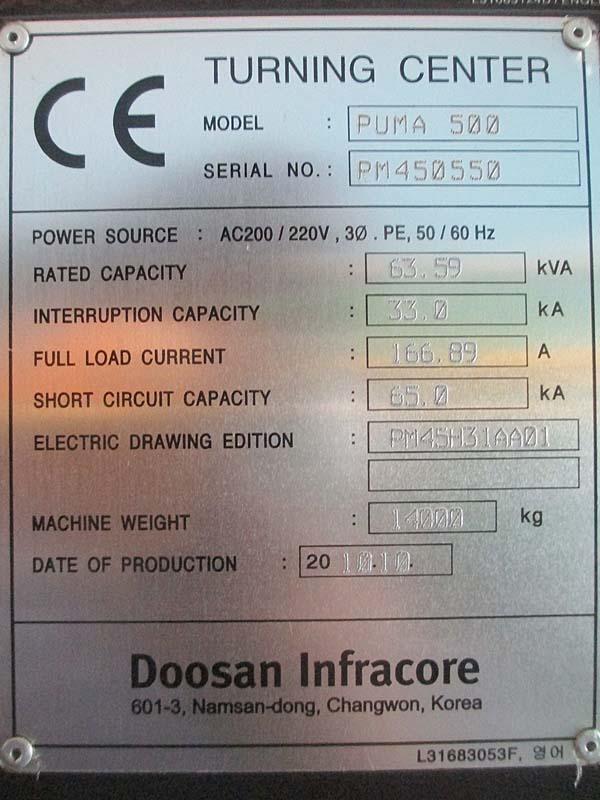 CE
TURNING CENTER
MODEL : PUMA 500
SERIAL NO. : PM450550
POWER SOURCE : AC200 / 220V , 3Ø . PE, 50 / 60 Hz
RATED CAPACITY : 63.59 kVA
INTERRUPTION CAPACITY : 33.0 kA
FULL LOAD CURRENT : 166.89 A
SHORT CIRCUIT CAPACITY : 65.0 kA
ELECTRIC DRAWING EDITION : PM45H31AA01
MACHINE WEIGHT : 14000 kg
DATE OF PRODUCTION : 20 10.10.
Doosan Infracore
601-3, Namsan-dong, Changwon, Korea
L31683053F, 영어